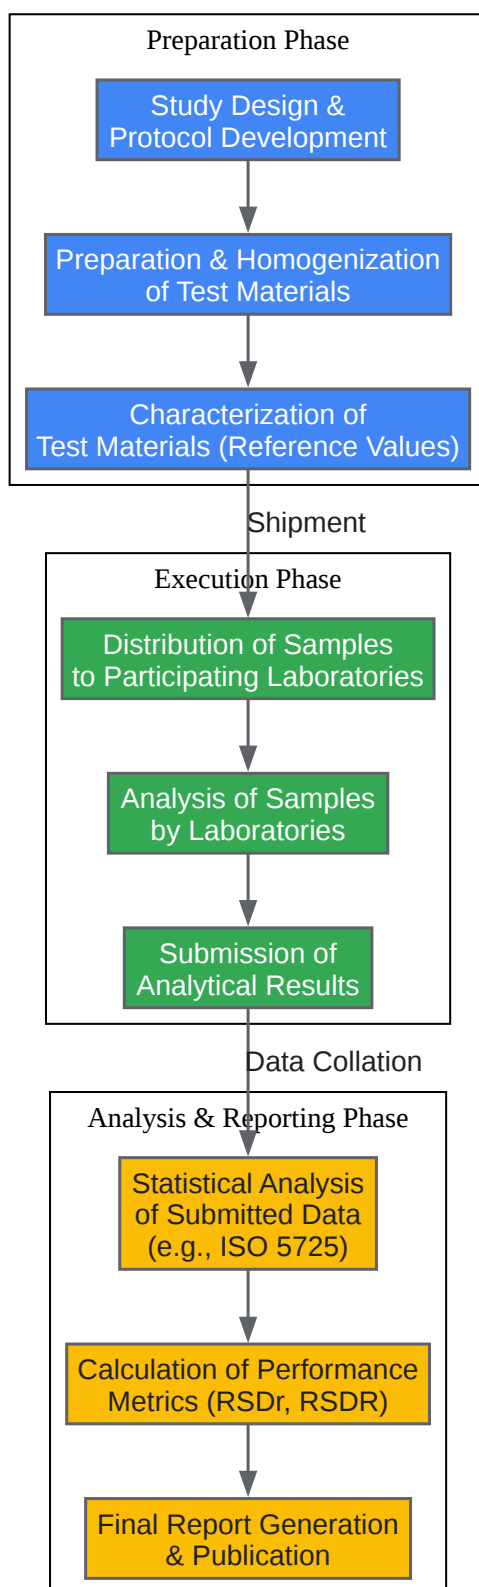 Preparation Phase
Study Design &
Protocol Development
Preparation & Homogenization
of Test Materials
Characterization of
Test Materials (Reference Values)
Shipment
Execution Phase
Distribution of Samples
to Participating Laboratories
Analysis of Samples
by Laboratories
Submission of
Analytical Results
Data Collation
Analysis & Reporting Phase
Statistical Analysis
of Submitted Data
(e.g., ISO 5725)
Calculation of Performance
Metrics (RSDr, RSDR)
Final Report Generation
& Publication